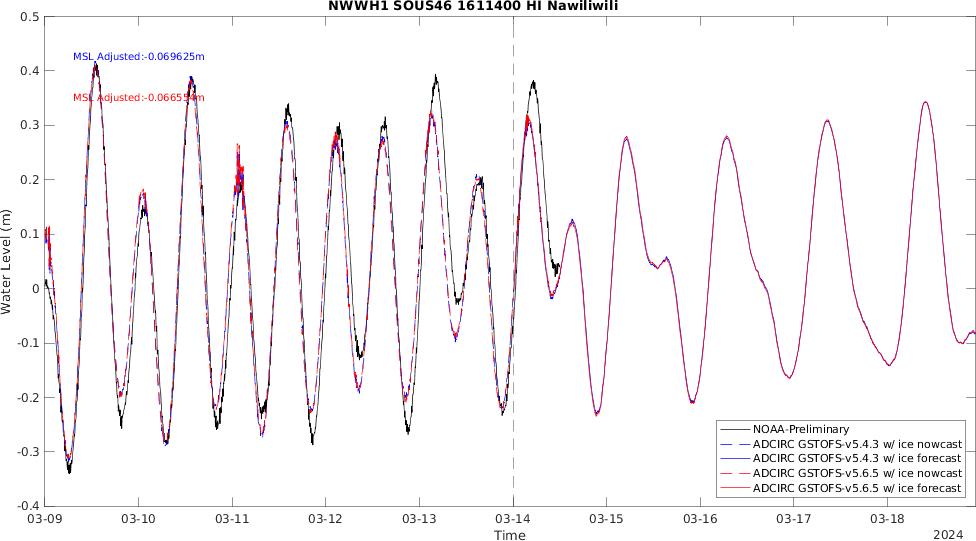 NWWH1 SOUS46 1611400 HI Nawiliwili
0.5
0.4
0.3
0.2
0.1
0
-0.1
-0.2
-0.3
-0.4
Water Level (m)
MSL Adjusted:-0.069625m
MSL Adjusted:-0.066554m
NOAA-Preliminary
ADCIRC GSTOFS-v5.4.3 w/ ice nowcast
ADCIRC GSTOFS-v5.4.3 w/ ice forecast
ADCIRC GSTOFS-v5.6.5 w/ ice nowcast
ADCIRC GSTOFS-v5.6.5 w/ ice forecast
03-09 03-10 03-11 03-12 03-13 03-14 03-15 03-16 03-17 03-18
Time
2024